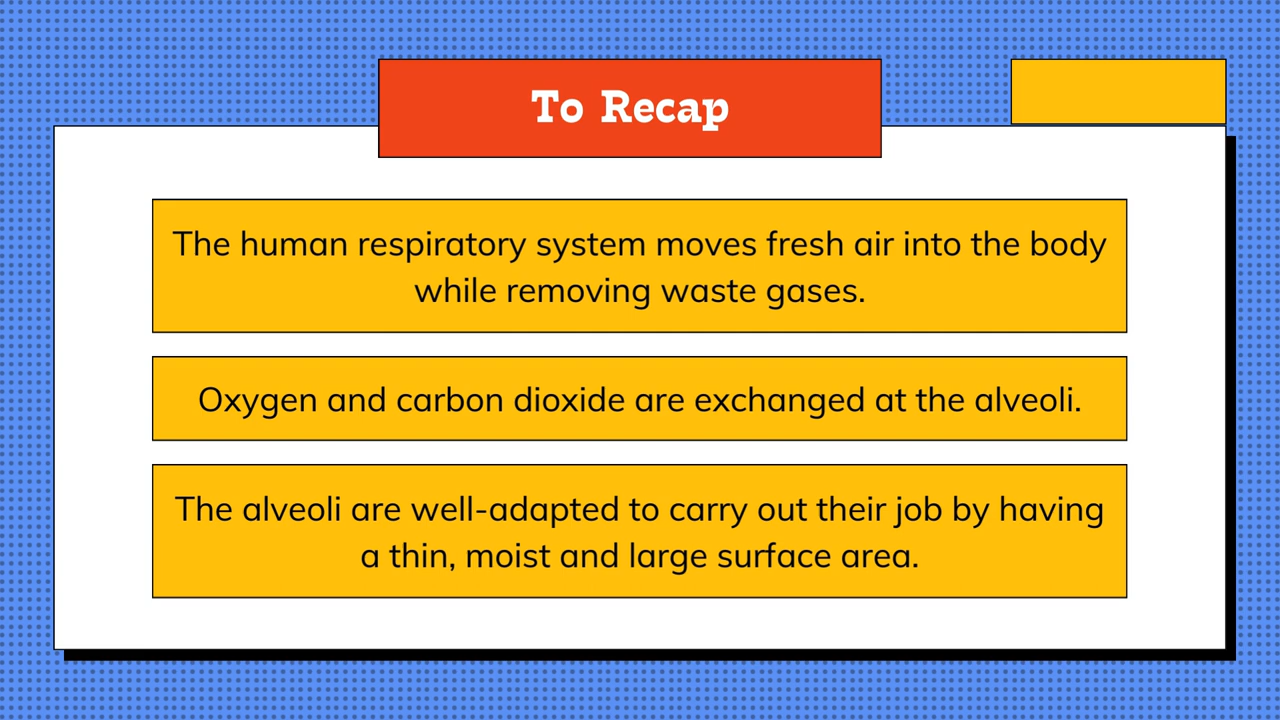 To Recap
The human respiratory system moves fresh air into the body
while removing waste gases.
Oxygen and carbon dioxide are exchanged at the alveoli.
The alveoli are well-adapted to carry out their job by having
a thin, moist and large surface area.